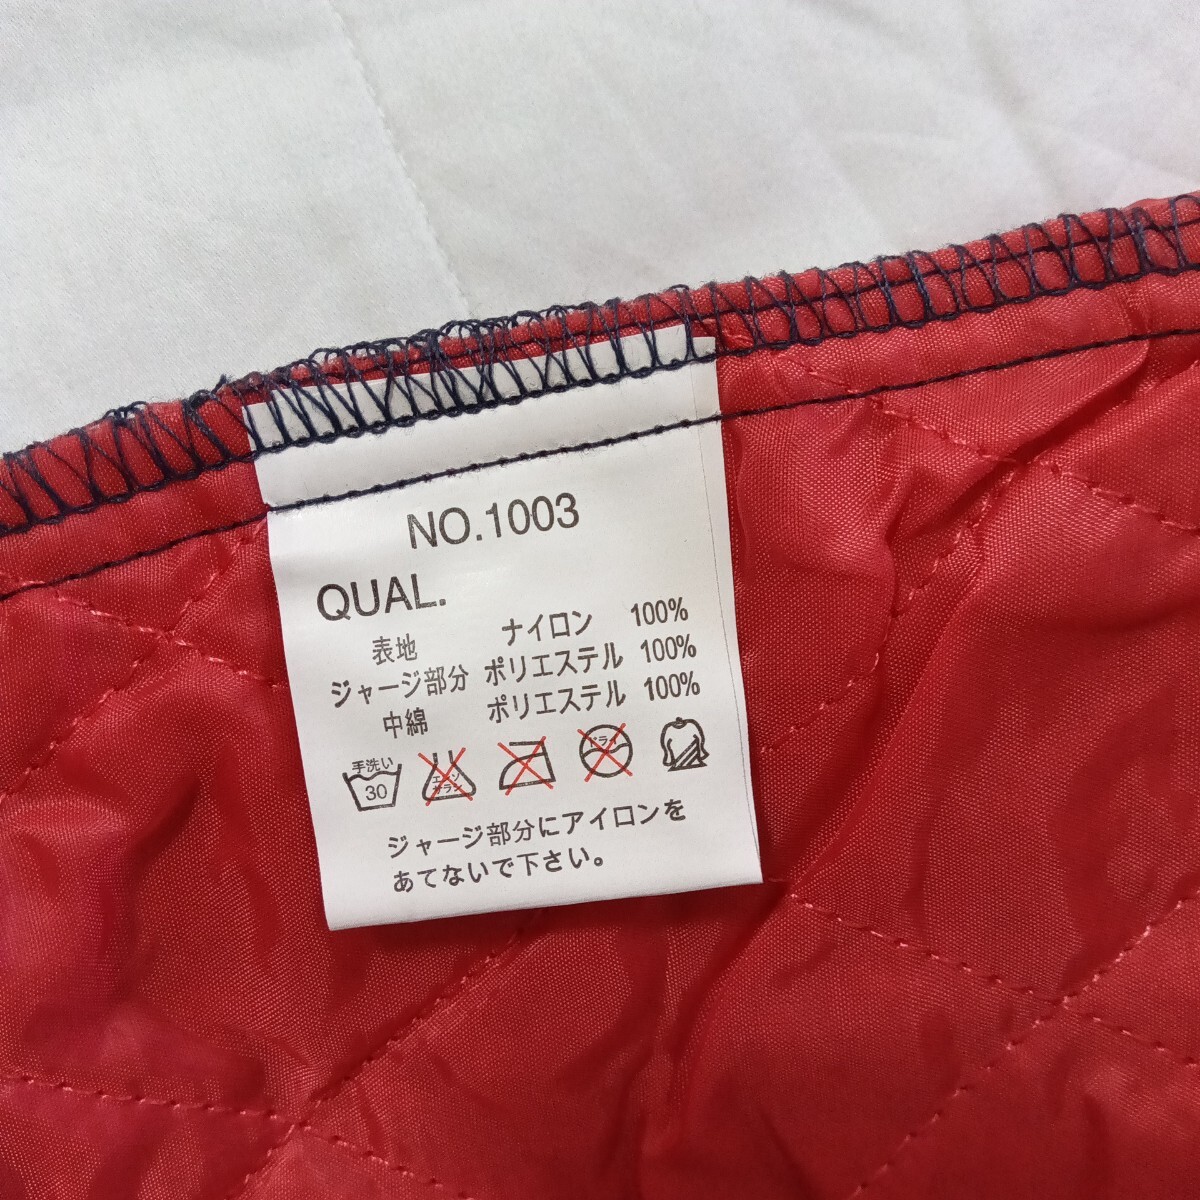 NO.1003
QUAL.
表地 ナイロン 100%
ジャージ部分 ポリエステル 100%
中綿 ポリエステル 100%
手洗い
30
エンソ
サラシ
ドライ
ジャージ部分にアイロンを
あてないで下さい。